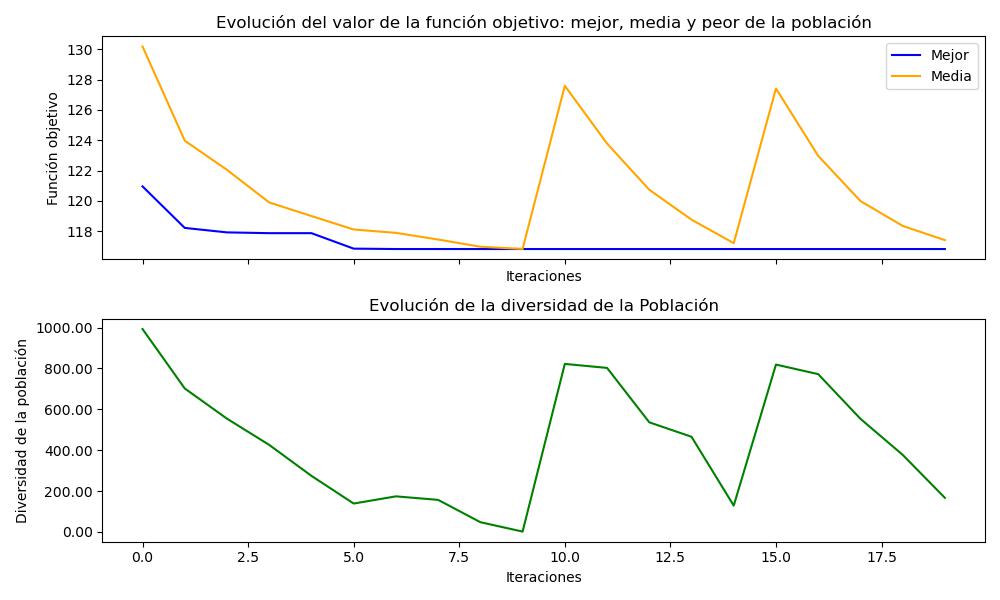 Evolución del valor de la función objetivo: mejor, media y peor de la población
130
128
126
124
122
120
118
Función objetivo
Mejor
Media
Iteraciones
Evolución de la diversidad de la Población
1000.00
800.00
600.00
400.00
200.00
0.00
Diversidad de la población
0.0 2.5 5.0 7.5 10.0 12.5 15.0 17.5
Iteraciones